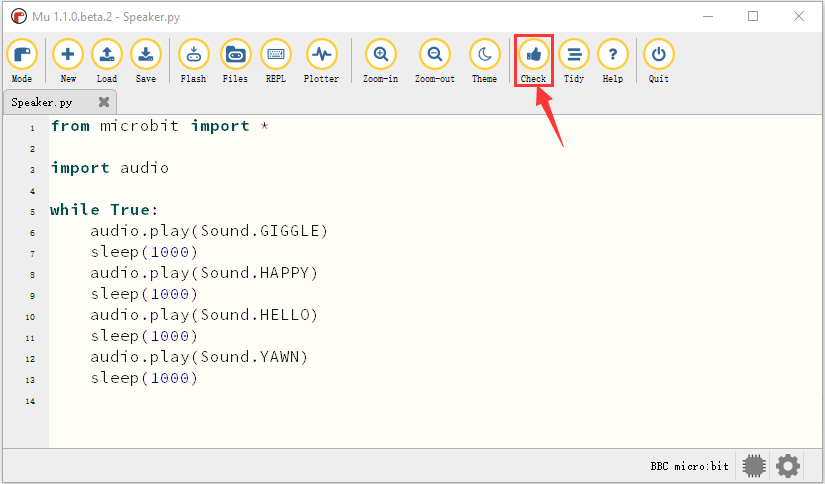 Mu 1.1.0.beta.2 - Speaker.py
Mode New Load Save Flash Files REPL Plotter Zoom-in Zoom-out Theme Check Tidy Help Quit
Speaker.py
1 from microbit import *
2
3 import audio
4
5 while True:
6     audio.play(Sound.GIGGLE)
7     sleep(1000)
8     audio.play(Sound.HAPPY)
9     sleep(1000)
10     audio.play(Sound.HELLO)
11     sleep(1000)
12     audio.play(Sound.YAWN)
13     sleep(1000)
14
BBC micro:bit